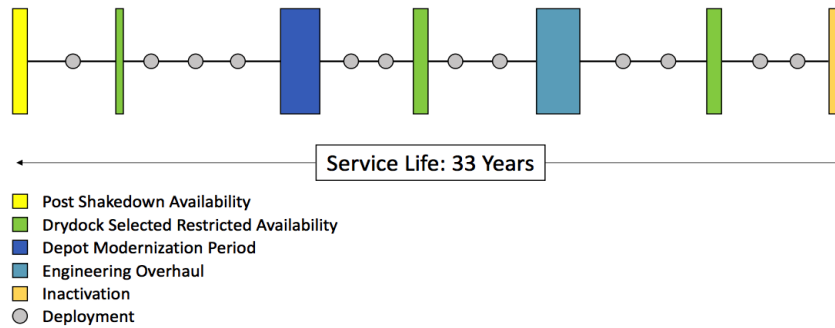 Service Life: 33 Years
Post Shakedown Availability
Drydock Selected Restricted Availability
Depot Modernization Period
Engineering Overhaul
Inactivation
Deployment